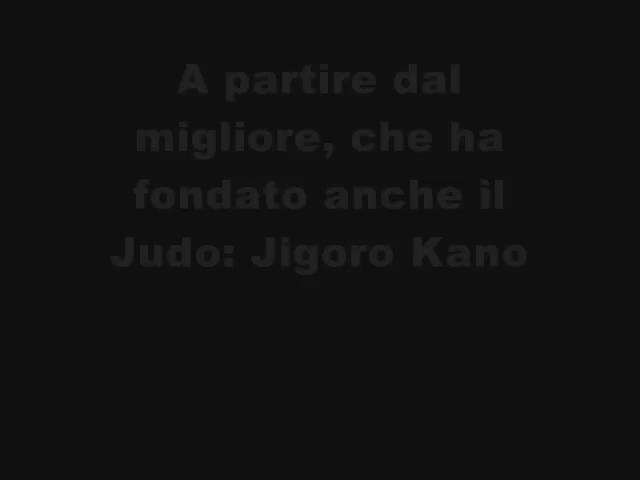 A partire dal
migliore, che ha
fondato anche il
Judo: Jigoro Kano